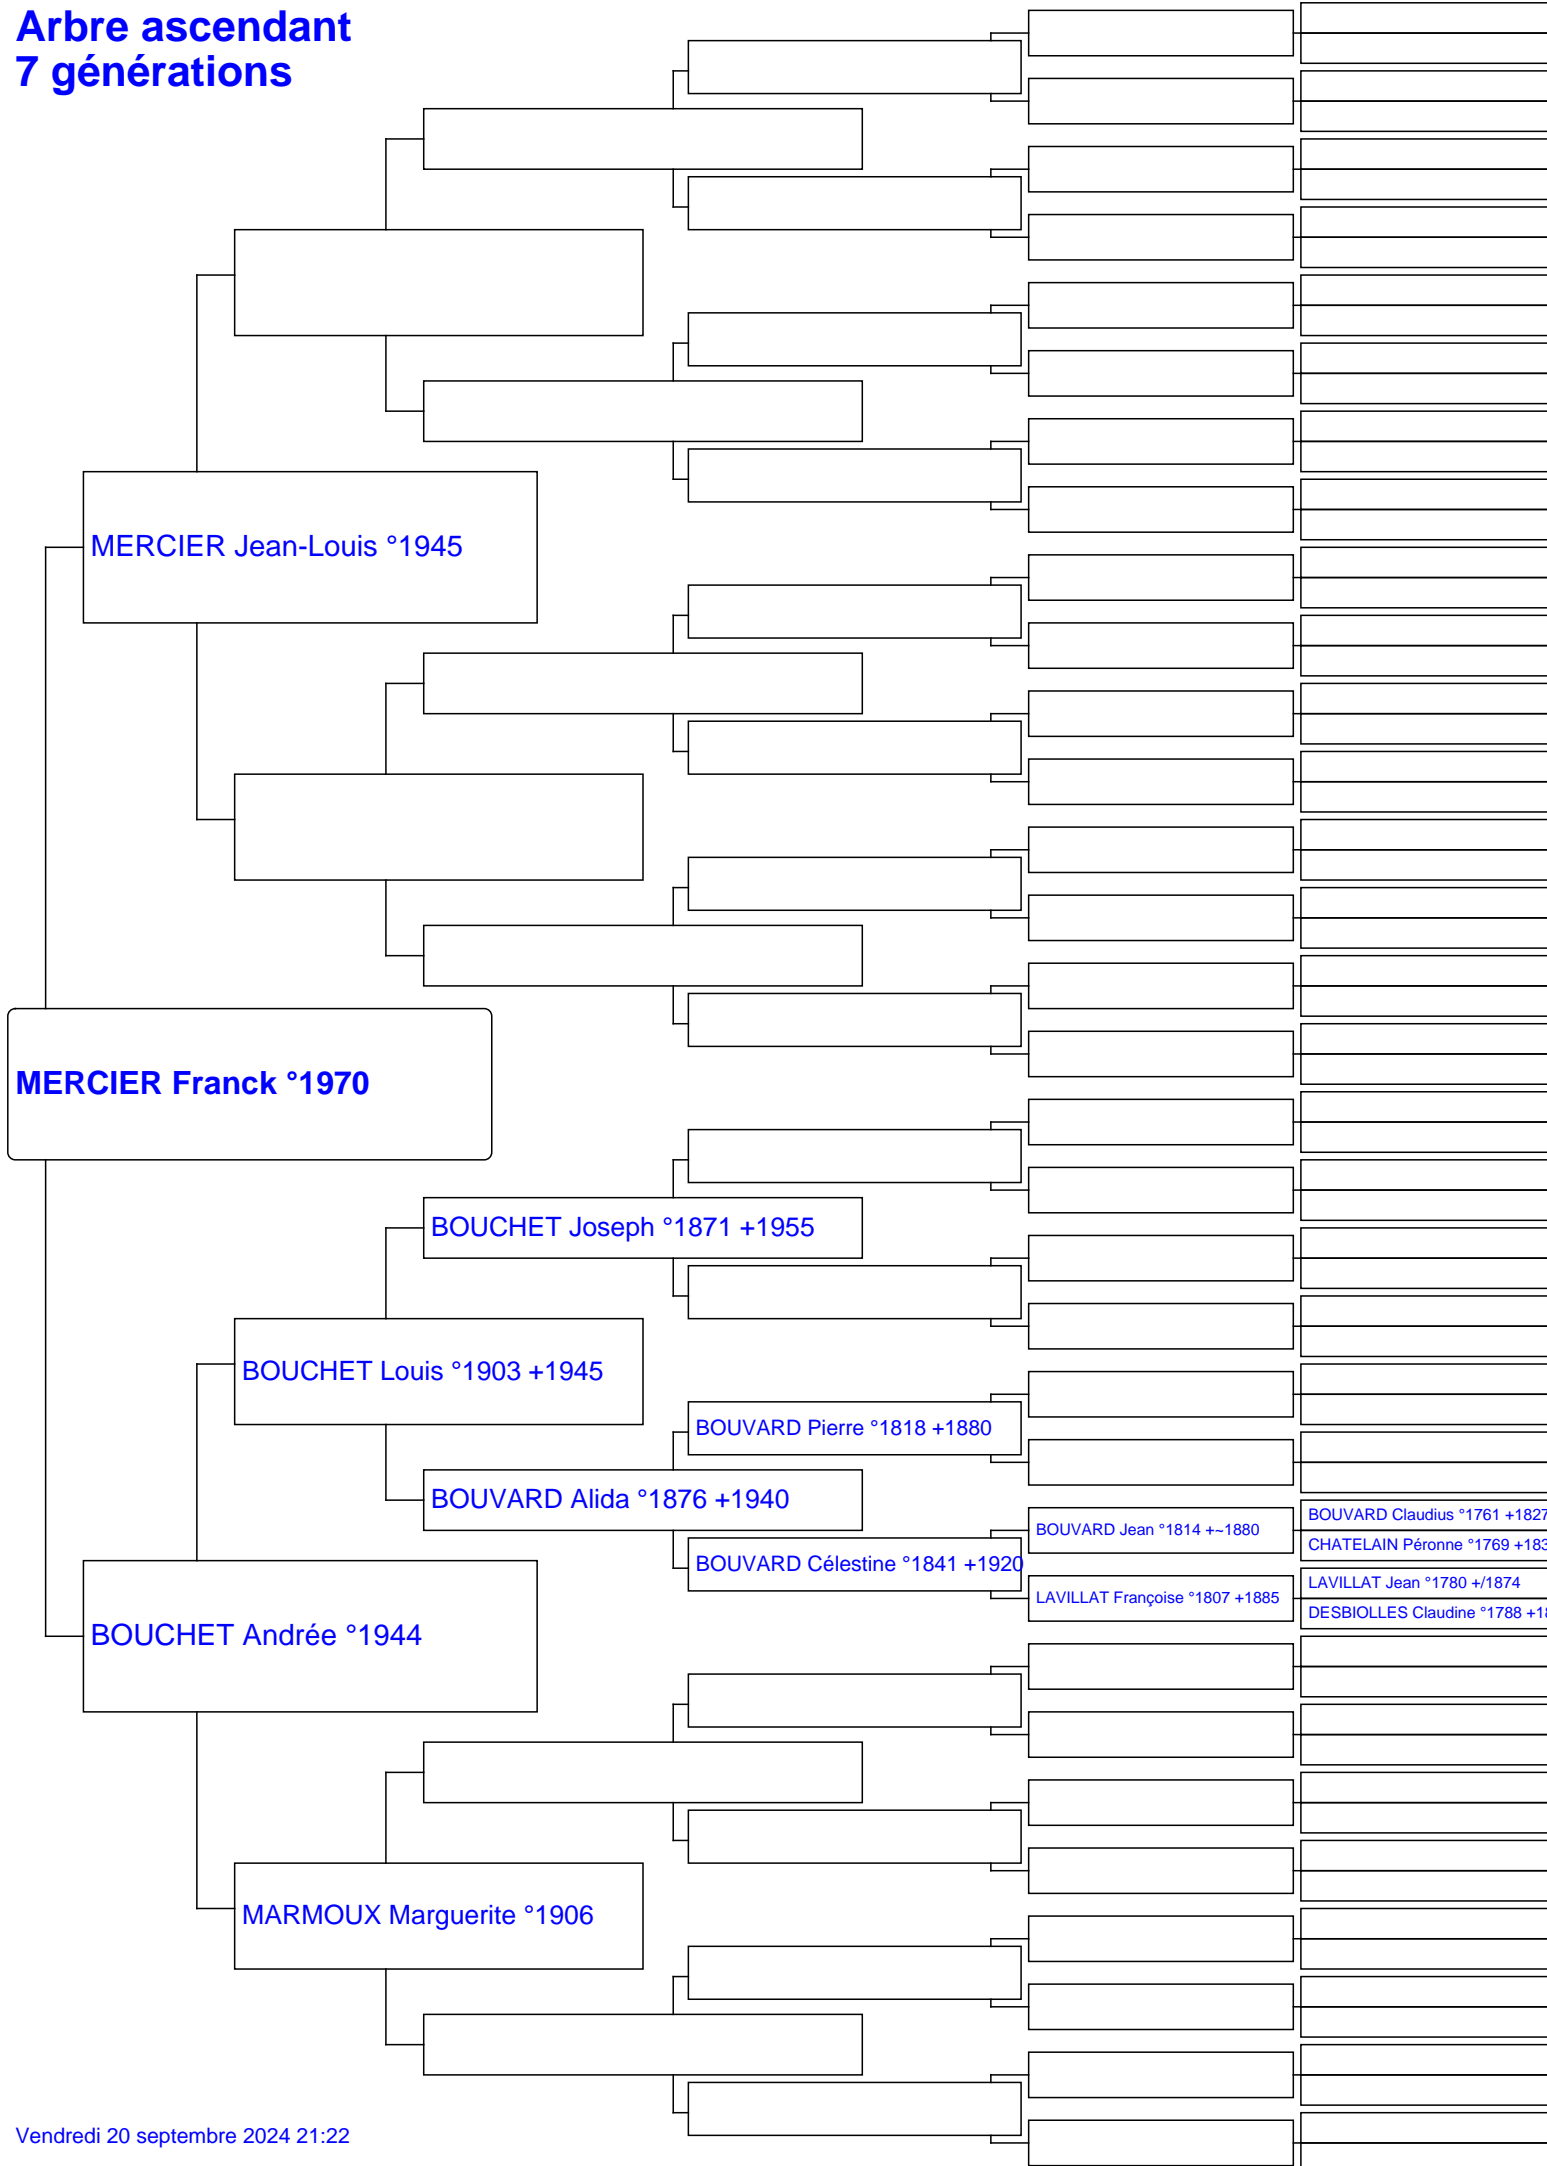 Arbre ascendant
7 générations
MERCIER Jean-Louis °1945
MERCIER Franck °1970
BOUCHET Joseph °1871 +1955
BOUCHET Louis °1903 +1945
BOUVARD Pierre °1818 +1880
BOUVARD Alida °1876 +1940
BOUVARD Claudius °1761 +1827
BOUVARD Jean °1814 +~1880
CHATELAIN Péronne °1769 +183
BOUVARD Célestine °1841 +1920
LAVILLAT Jean °1780 +/1874
LAVILLAT Françoise °1807 +1885
DESBIOLLES Claudine °1788 +18
BOUCHET Andrée °1944
MARMOUX Marguerite °1906
Vendredi 20 septembre 2024 21:22